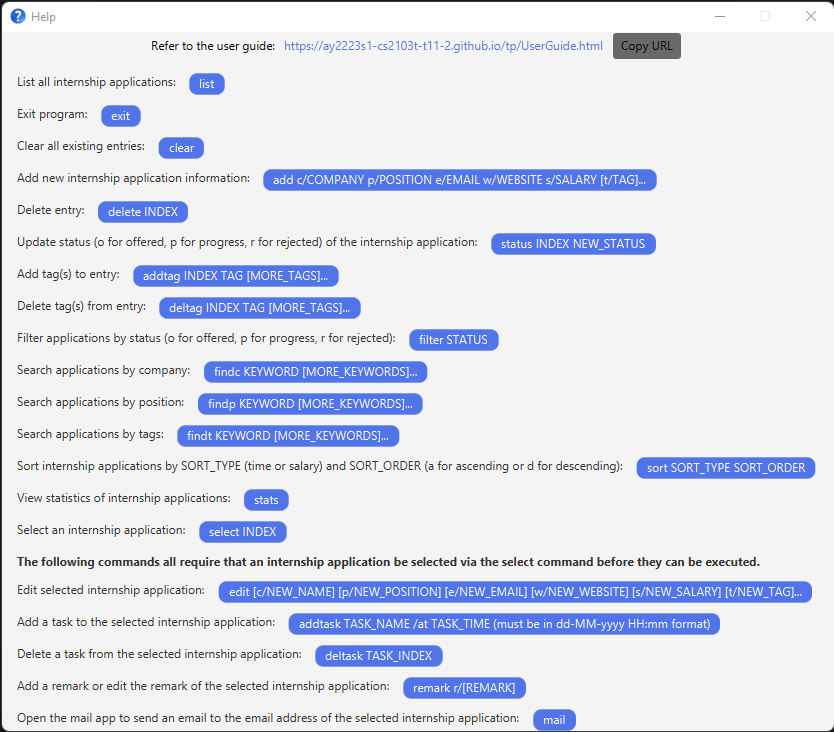 Help
Refer to the user guide: https://ay2223s1-cs2103t-t11-2.github.io/tp/UserGuide.html Copy URL
List all internship applications: list
Exit program: exit
Clear all existing entries: clear
Add new internship application information: add c/COMPANY p/POSITION e/EMAIL w/WEBSITE s/SALARY [t/TAG]...
Delete entry: delete INDEX
Update status (o for offered, p for progress, r for rejected) of the internship application: status INDEX NEW_STATUS
Add tag(s) to entry: addtag INDEX TAG [MORE_TAGS]...
Delete tag(s) from entry: deltag INDEX TAG [MORE_TAGS]...
Filter applications by status (o for offered, p for progress, r for rejected): filter STATUS
Search applications by company: findc KEYWORD [MORE_KEYWORDS]...
Search applications by position: findp KEYWORD [MORE_KEYWORDS]...
Search applications by tags: findt KEYWORD [MORE_KEYWORDS]...
Sort internship applications by SORT_TYPE (time or salary) and SORT_ORDER (a for ascending or d for descending): sort SORT_TYPE SORT_ORDER
View statistics of internship applications: stats
Select an internship application: select INDEX
The following commands all require that an internship application be selected via the select command before they can be executed.
Edit selected internship application: edit [c/NEW_NAME] [p/NEW_POSITION] [e/NEW_EMAIL] [w/NEW_WEBSITE] [s/NEW_SALARY] [t/NEW_TAG]...
Add a task to the selected internship application: addtask TASK_NAME /at TASK_TIME (must be in dd-MM-yyyy HH:mm format)
Delete a task from the selected internship application: deltask TASK_INDEX
Add a remark or edit the remark of the selected internship application: remark r/[REMARK]
Open the mail app to send an email to the email address of the selected internship application: mail